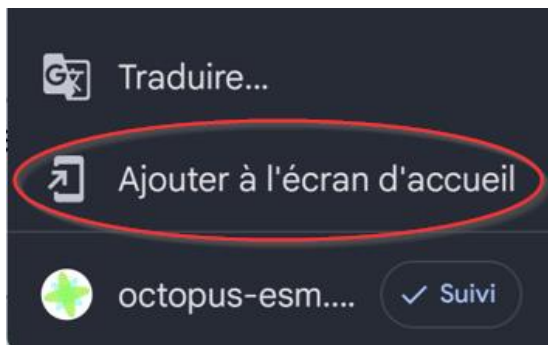 Traduire...
Ajouter à l'écran d'accueil
octopus-esm.... Suivi